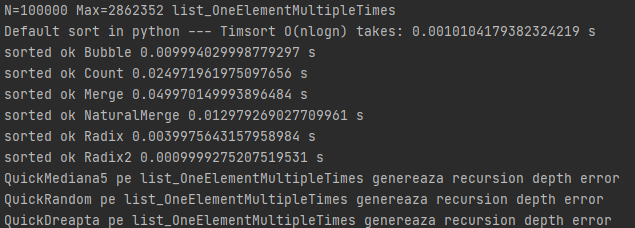 N=100000 Max=2862352 list_OneElementMultipleTimes
Default sort in python --- Timsort O(nlogn) takes: 0.0010104179382324219 s
sorted ok Bubble 0.009994029998779297 s
sorted ok Count 0.024971961975097656 s
sorted ok Merge 0.049970149993896484 s
sorted ok NaturalMerge 0.012979269027709961 s
sorted ok Radix 0.0039975643157958984 s
sorted ok Radix2 0.0009999275207519531 s
QuickMediana5 pe list_OneElementMultipleTimes genereaza recursion depth error
QuickRandom pe list_OneElementMultipleTimes genereaza recursion depth error
QuickDreapta pe list_OneElementMultipleTimes genereaza recursion depth error